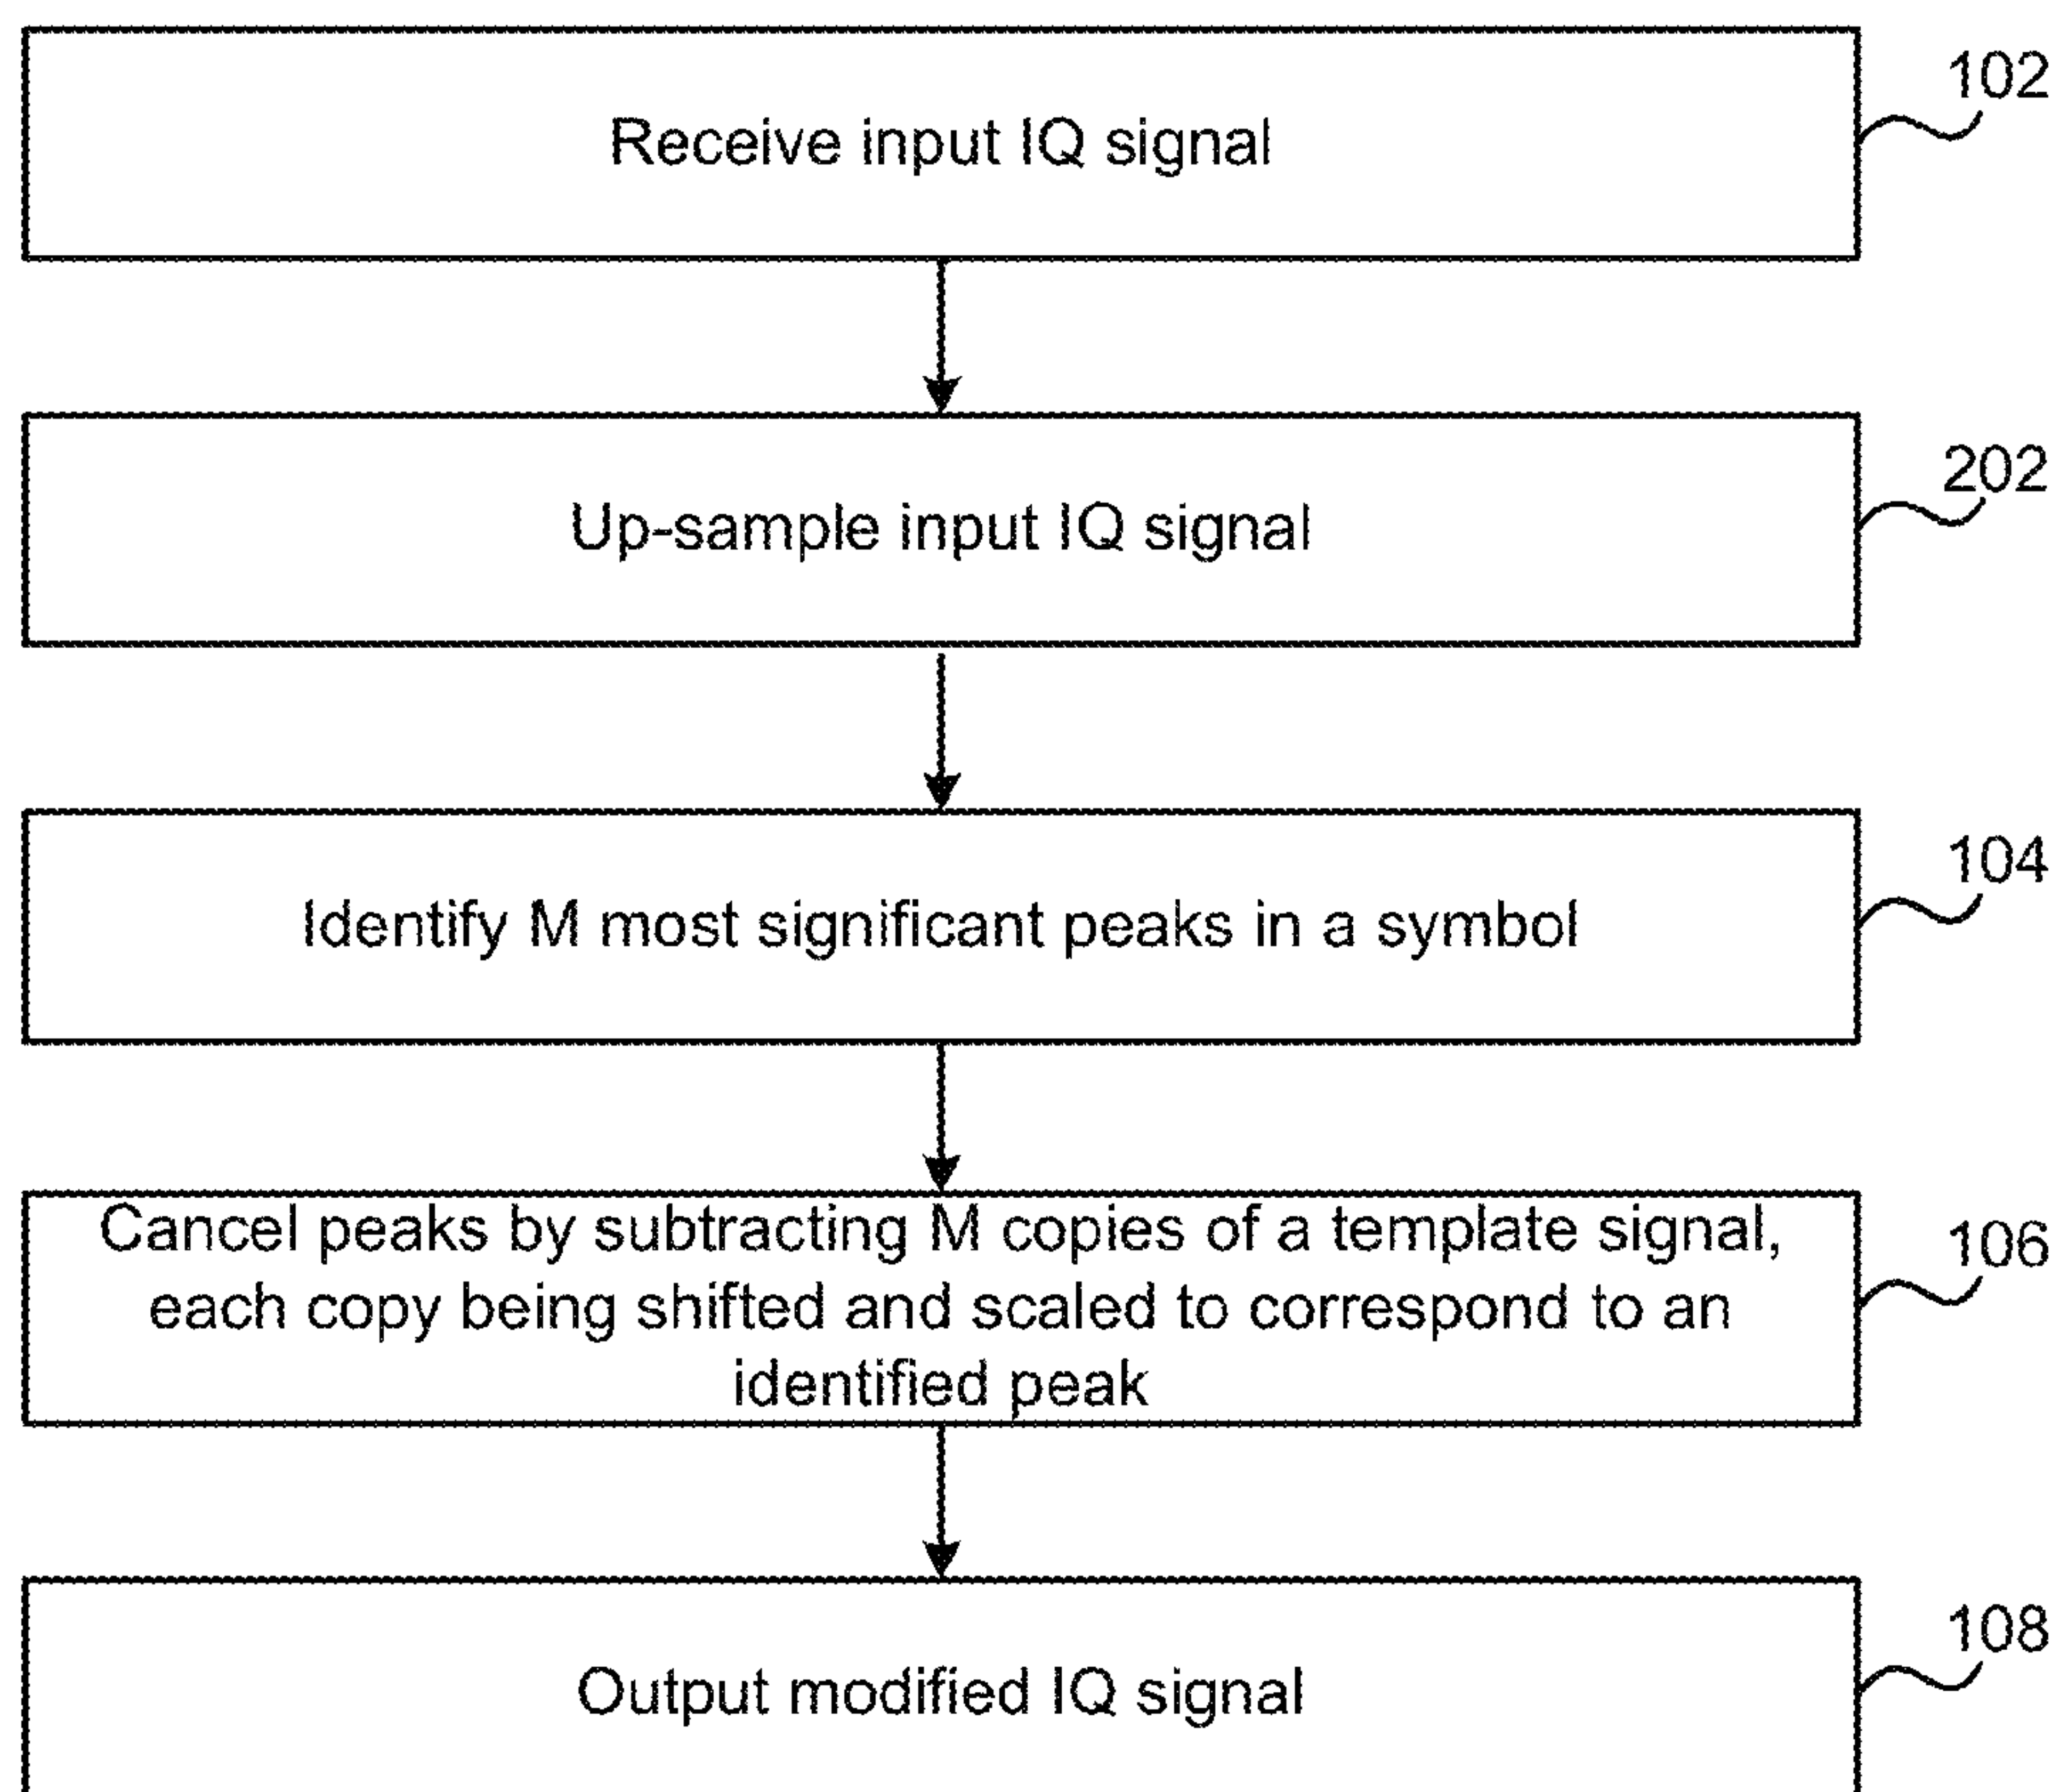 Receive input IQ signal
102
Up-sample input IQ signal
202
Identify M most significant peaks in a symbol
104
Cancel peaks by subtracting M copies of a template signal,
each copy being shifted and scaled to correspond to an
identified peak
106
Output modified IQ signal
108